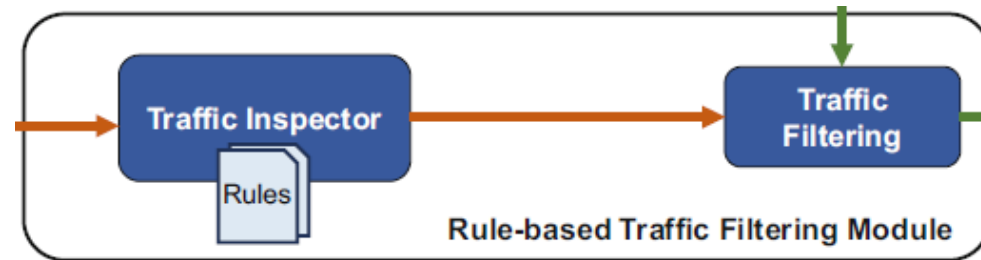 Traffic Inspector
Rules
Traffic
Filtering
Rule-based Traffic Filtering Module